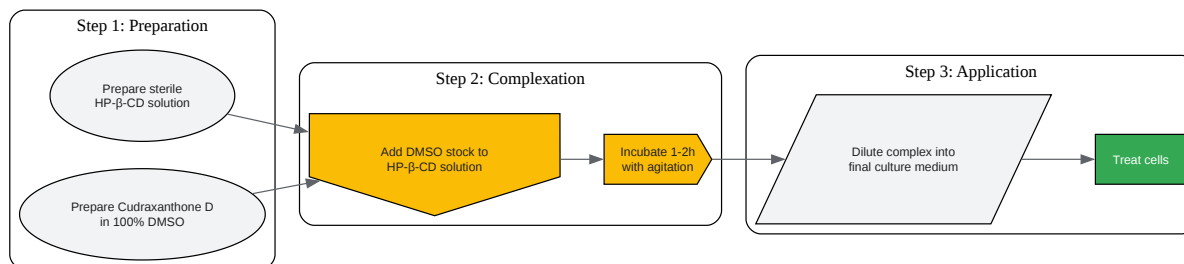 Step 1: Preparation
Prepare sterile
HP-β-CD solution
Prepare Cudraxanthone D
in 100% DMSO
Step 2: Complexation
Add DMSO stock to
HP-β-CD solution
Incubate 1-2h
with agitation
Step 3: Application
Dilute complex into
final culture medium
Treat cells